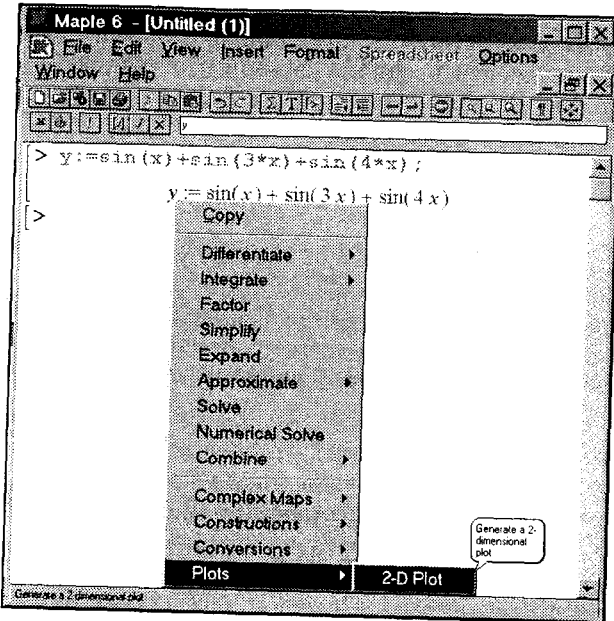 Maple 6 - [Untitled (1)]
File Edit View Insert Format Spreadsheet Options
Window Help
y
> y:=sin(x)+sin(3*x)+sin(4*x);
y := sin( x ) + sin( 3 x ) + sin( 4 x )
>
Copy
Differentiate
Integrate
Factor
Simplify
Expand
Approximate
Solve
Numerical Solve
Combine
Complex Maps
Constructions
Conversions
Generate a 2-
dimensional
plot
Plots
2-D Plot
Generate a 2-dimensional plot